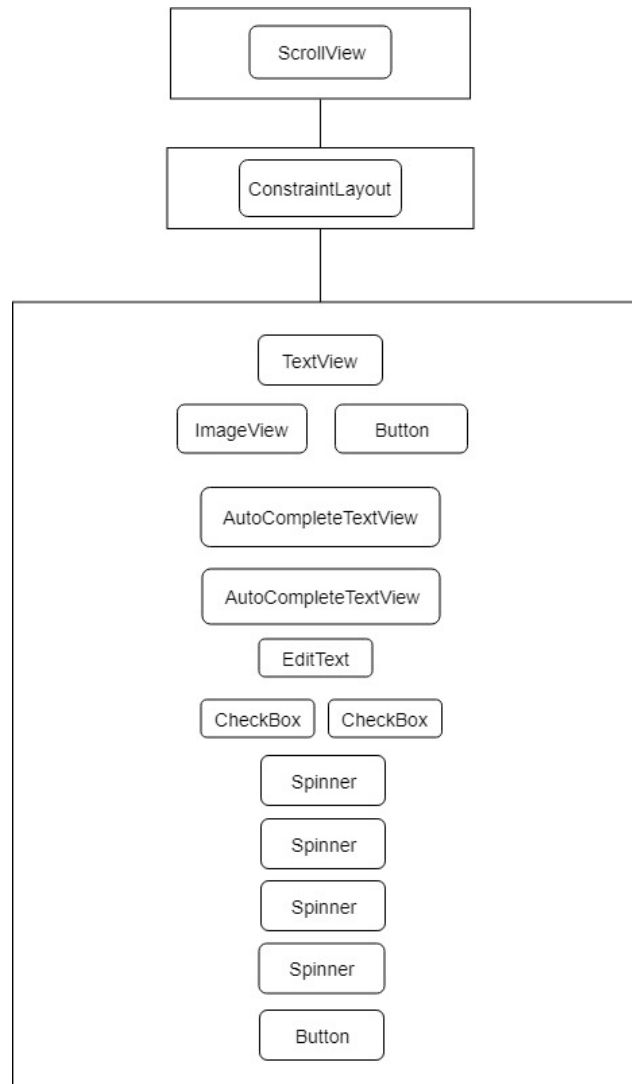 ScrollView
ConstraintLayout
TextView
ImageView Button
AutoCompleteTextView
AutoCompleteTextView
EditText
CheckBox CheckBox
Spinner
Spinner
Spinner
Spinner
Button